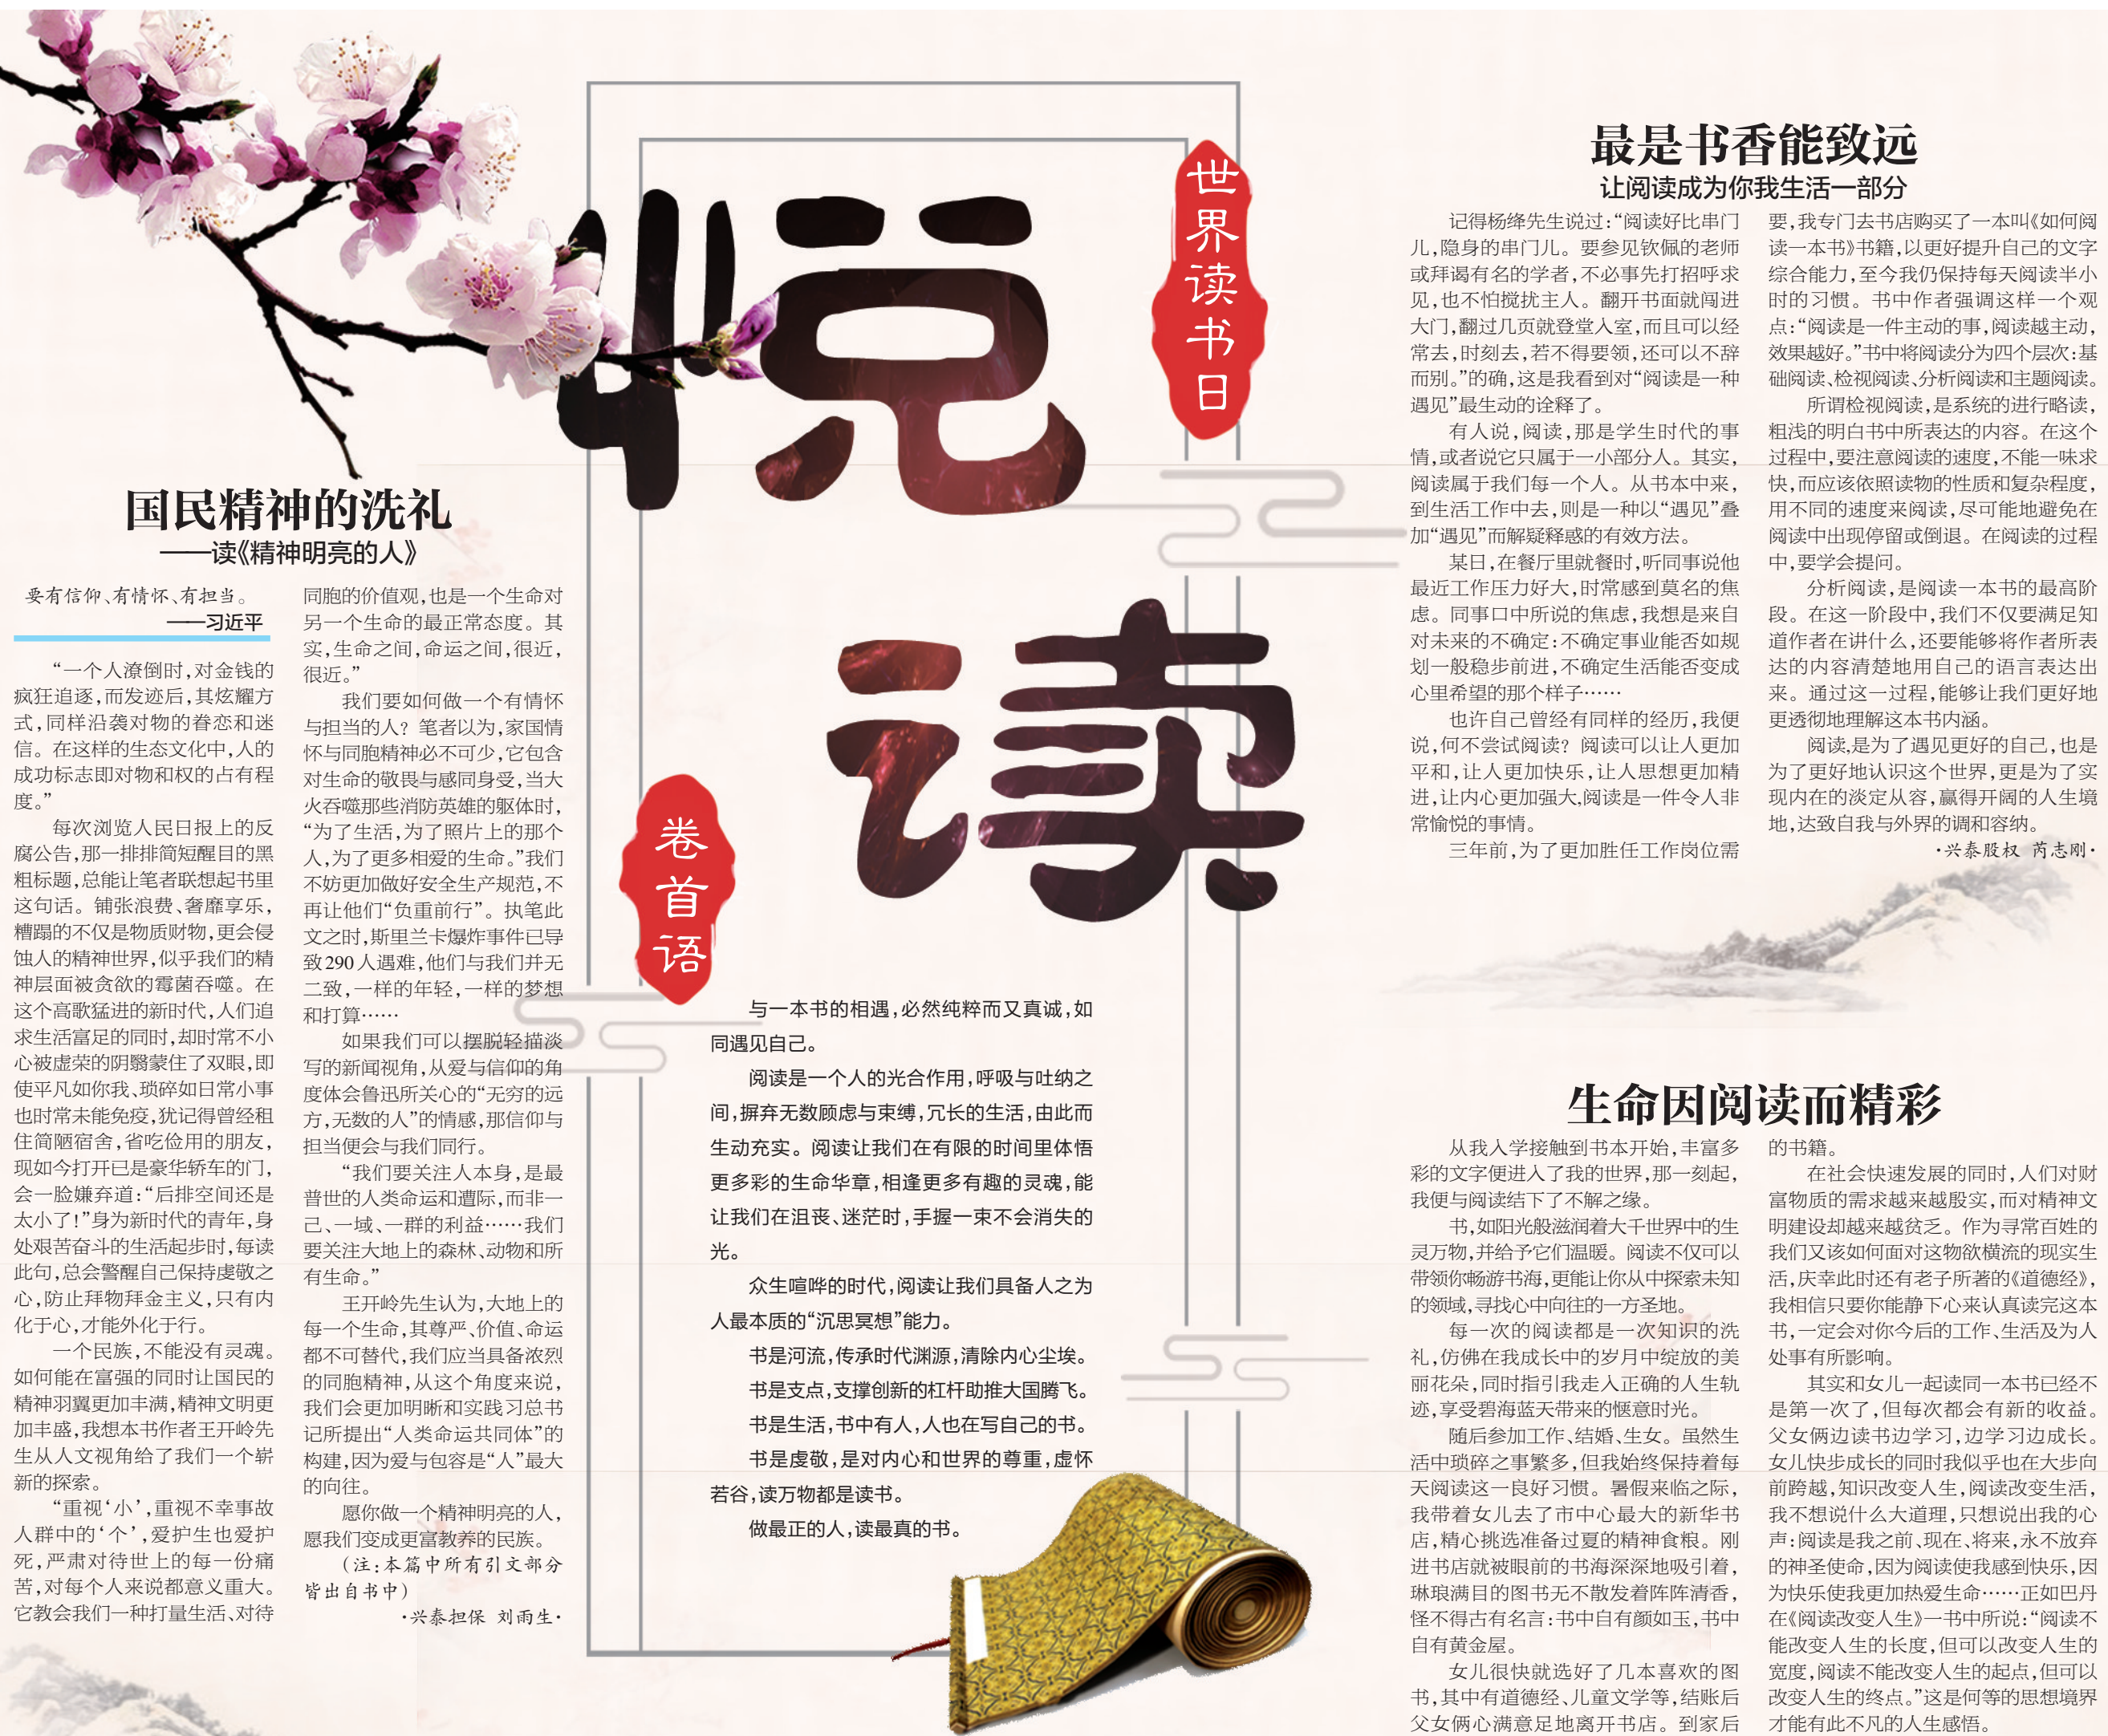 悦读
世界读书日
国民精神的洗礼
——读《精神明亮的人》
要有信仰、有情怀、有担当。
——习近平
“一个人潦倒时,对金钱的
疯狂追逐,而发迹后,其炫耀方
式,同样沿袭对物的眷恋和迷
信。在这样的生态文化中,人的
成功标志即对物和权的占有程
度。”
每次浏览人民日报上的反
腐公告,那一排排简短醒目的黑
粗标题,总能让笔者联想起书里
这句话。铺张浪费、奢靡享乐,
糟蹋的不仅是物质财物,更会侵
蚀人的精神世界,似乎我们的精
神层面被贪欲的霉菌吞噬。在
这个高歌猛进的新时代,人们追
求生活富足的同时,却时常不小
心被虚荣的阴翳蒙住了双眼,即
使平凡如你我、琐碎如日常小事
也时常未能免疫,犹记得曾经租
住简陋宿舍,省吃俭用的朋友,
现如今打开已是豪华轿车的门,
会一脸嫌弃道:“后排空间还是
太小了!”身为新时代的青年,身
处艰苦奋斗的生活起步时,每读
此句,总会警醒自己保持虔敬之
心,防止拜物拜金主义,只有内
化于心,才能外化于行。
一个民族,不能没有灵魂。
如何能在富强的同时让国民的
精神羽翼更加丰满,精神文明更
加丰盛,我想本书作者王开岭先
生从人文视角给了我们一个崭
新的探索。
“重视‘小’,重视不幸事故
人群中的‘个’,爱护生也爱护
死,严肃对待世上的每一份痛
苦,对每个人来说都意义重大。
它教会我们一种打量生活、对待
同胞的价值观,也是一个生命对
另一个生命的最正常态度。其
实,生命之间,命运之间,很近,
很近。”
我们要如何做一个有情怀
与担当的人?笔者以为,家国情
怀与同胞精神必不可少,它包含
对生命的敬畏与感同身受,当大
火吞噬那些消防英雄的躯体时,
“为了生活,为了照片上的那个
人,为了更多相爱的生命。”我们
不妨更加做好安全生产规范,不
再让他们“负重前行”。执笔此
文之时,斯里兰卡爆炸事件已导
致290人遇难,他们与我们并无
二致,一样的年轻,一样的梦想
和打算……
如果我们可以摆脱轻描淡
写的新闻视角,从爱与信仰的角
度体会鲁迅所关心的“无穷的远
方,无数的人”的情感,那信仰与
担当便会与我们同行。
“我们要关注人本身,是最
普世的人类命运和遭际,而非一
己、一域、一群的利益……我们
要关注大地上的森林、动物和所
有生命。”
王开岭先生认为,大地上的
每一个生命,其尊严、价值、命运
都不可替代,我们应当具备浓烈
的同胞精神,从这个角度来说,
我们会更加明晰和实践习总书
记所提出“人类命运共同体”的
构建,因为爱与包容是“人”最大
的向往。
愿你做一个精神明亮的人,
愿我们变成更富教养的民族。
(注:本篇中所有引文部分
皆出自书中)
·兴泰担保 刘雨生·
卷首语
与一本书的相遇,必然纯粹而又真诚,如
同遇见自己。
阅读是一个人的光合作用,呼吸与吐纳之
间,摒弃无数顾虑与束缚,冗长的生活,由此而
生动充实。阅读让我们在有限的时间里体悟
更多彩的生命华章,相逢更多有趣的灵魂,能
让我们在沮丧、迷茫时,手握一束不会消失的
光。
众生喧哗的时代,阅读让我们具备人之为
人最本质的“沉思冥想”能力。
书是河流,传承时代渊源,清除内心尘埃。
书是支点,支撑创新的杠杆助推大国腾飞。
书是生活,书中有人,人也在写自己的书。
书是虔敬,是对内心和世界的尊重,虚怀
若谷,读万物都是读书。
做最正的人,读最真的书。
最是书香能致远
让阅读成为你我生活一部分
记得杨绛先生说过:“阅读好比串门
儿,隐身的串门儿。要参见钦佩的老师
或拜谒有名的学者,不必事先打招呼求
见,也不怕搅扰主人。翻开书面就闯进
大门,翻过几页就登堂入室,而且可以经
常去,时刻去,若不得要领,还可以不辞
而别。”的确,这是我看到对“阅读是一种
遇见”最生动的诠释了。
有人说,阅读,那是学生时代的事
情,或者说它只属于一小部分人。其实,
阅读属于我们每一个人。从书本中来,
到生活工作中去,则是一种以“遇见”叠
加“遇见”而解疑释惑的有效方法。
某日,在餐厅里就餐时,听同事说他
最近工作压力好大,时常感到莫名的焦
虑。同事口中所说的焦虑,我想是来自
对未来的不确定:不确定事业能否如规
划一般稳步前进,不确定生活能否变成
心里希望的那个样子……
也许自己曾经有同样的经历,我便
说,何不尝试阅读?阅读可以让人更加
平和,让人更加快乐,让人思想更加精
进,让内心更加强大,阅读是一件令人非
常愉悦的事情。
三年前,为了更加胜任工作岗位需
要,我专门去书店购买了一本叫《如何阅
读一本书》书籍,以更好提升自己的文字
综合能力,至今我仍保持每天阅读半小
时的习惯。书中作者强调这样一个观
点:“阅读是一件主动的事,阅读越主动,
效果越好。”书中将阅读分为四个层次:基
础阅读、检视阅读、分析阅读和主题阅读。
所谓检视阅读,是系统的进行略读,
粗浅的明白书中所表达的内容。在这个
过程中,要注意阅读的速度,不能一味求
快,而应该依照读物的性质和复杂程度,
用不同的速度来阅读,尽可能地避免在
阅读中出现停留或倒退。在阅读的过程
中,要学会提问。
分析阅读,是阅读一本书的最高阶
段。在这一阶段中,我们不仅要满足知
道作者在讲什么,还要能够将作者所表
达的内容清楚地用自己的语言表达出
来。通过这一过程,能够让我们更好地
更透彻地理解这本书内涵。
阅读,是为了遇见更好的自己,也是
为了更好地认识这个世界,更是为了实
现内在的淡定从容,赢得开阔的人生境
地,达致自我与外界的调和容纳。
·兴泰股权 芮志刚·
生命因阅读而精彩
从我入学接触到书本开始,丰富多
彩的文字便进入了我的世界,那一刻起,
我便与阅读结下了不解之缘。
书,如阳光般滋润着大千世界中的生
灵万物,并给予它们温暖。阅读不仅可以
带领你畅游书海,更能让你从中探索未知
的领域,寻找心中向往的一方圣地。
每一次的阅读都是一次知识的洗
礼,仿佛在我成长中的岁月中绽放的美
丽花朵,同时指引我走入正确的人生轨
迹,享受碧海蓝天带来的惬意时光。
随后参加工作、结婚、生女。虽然生
活中琐碎之事繁多,但我始终保持着每
天阅读这一良好习惯。暑假来临之际,
我带着女儿去了市中心最大的新华书
店,精心挑选准备过夏的精神食粮。刚
进书店就被眼前的书海深深地吸引着,
琳琅满目的图书无不散发着阵阵清香,
怪不得古有名言:书中自有颜如玉,书中
自有黄金屋。
女儿很快就选好了几本喜欢的图
书,其中有道德经、儿童文学等,结账后
父女俩心满意足地离开书店。到家后
的书籍。
在社会快速发展的同时,人们对财
富物质的需求越来越殷实,而对精神文
明建设却越来越贫乏。作为寻常百姓的
我们又该如何面对这物欲横流的现实生
活,庆幸此时还有老子所著的《道德经》,
我相信只要你能静下心来认真读完这本
书,一定会对你今后的工作、生活及为人
处事有所影响。
其实和女儿一起读同一本书已经不
是第一次了,但每次都会有新的收益。
父女俩边读书边学习,边学习边成长。
女儿快步成长的同时我似乎也在大步向
前跨越,知识改变人生,阅读改变生活,
我不想说什么大道理,只想说出我的心
声:阅读是我之前、现在、将来,永不放弃
的神圣使命,因为阅读使我感到快乐,因
为快乐使我更加热爱生命……正如巴丹
在《阅读改变人生》一书中所说:“阅读不
能改变人生的长度,但可以改变人生的
宽度,阅读不能改变人生的起点,但可以
改变人生的终点。”这是何等的思想境界
才能有此不凡的人生感悟。